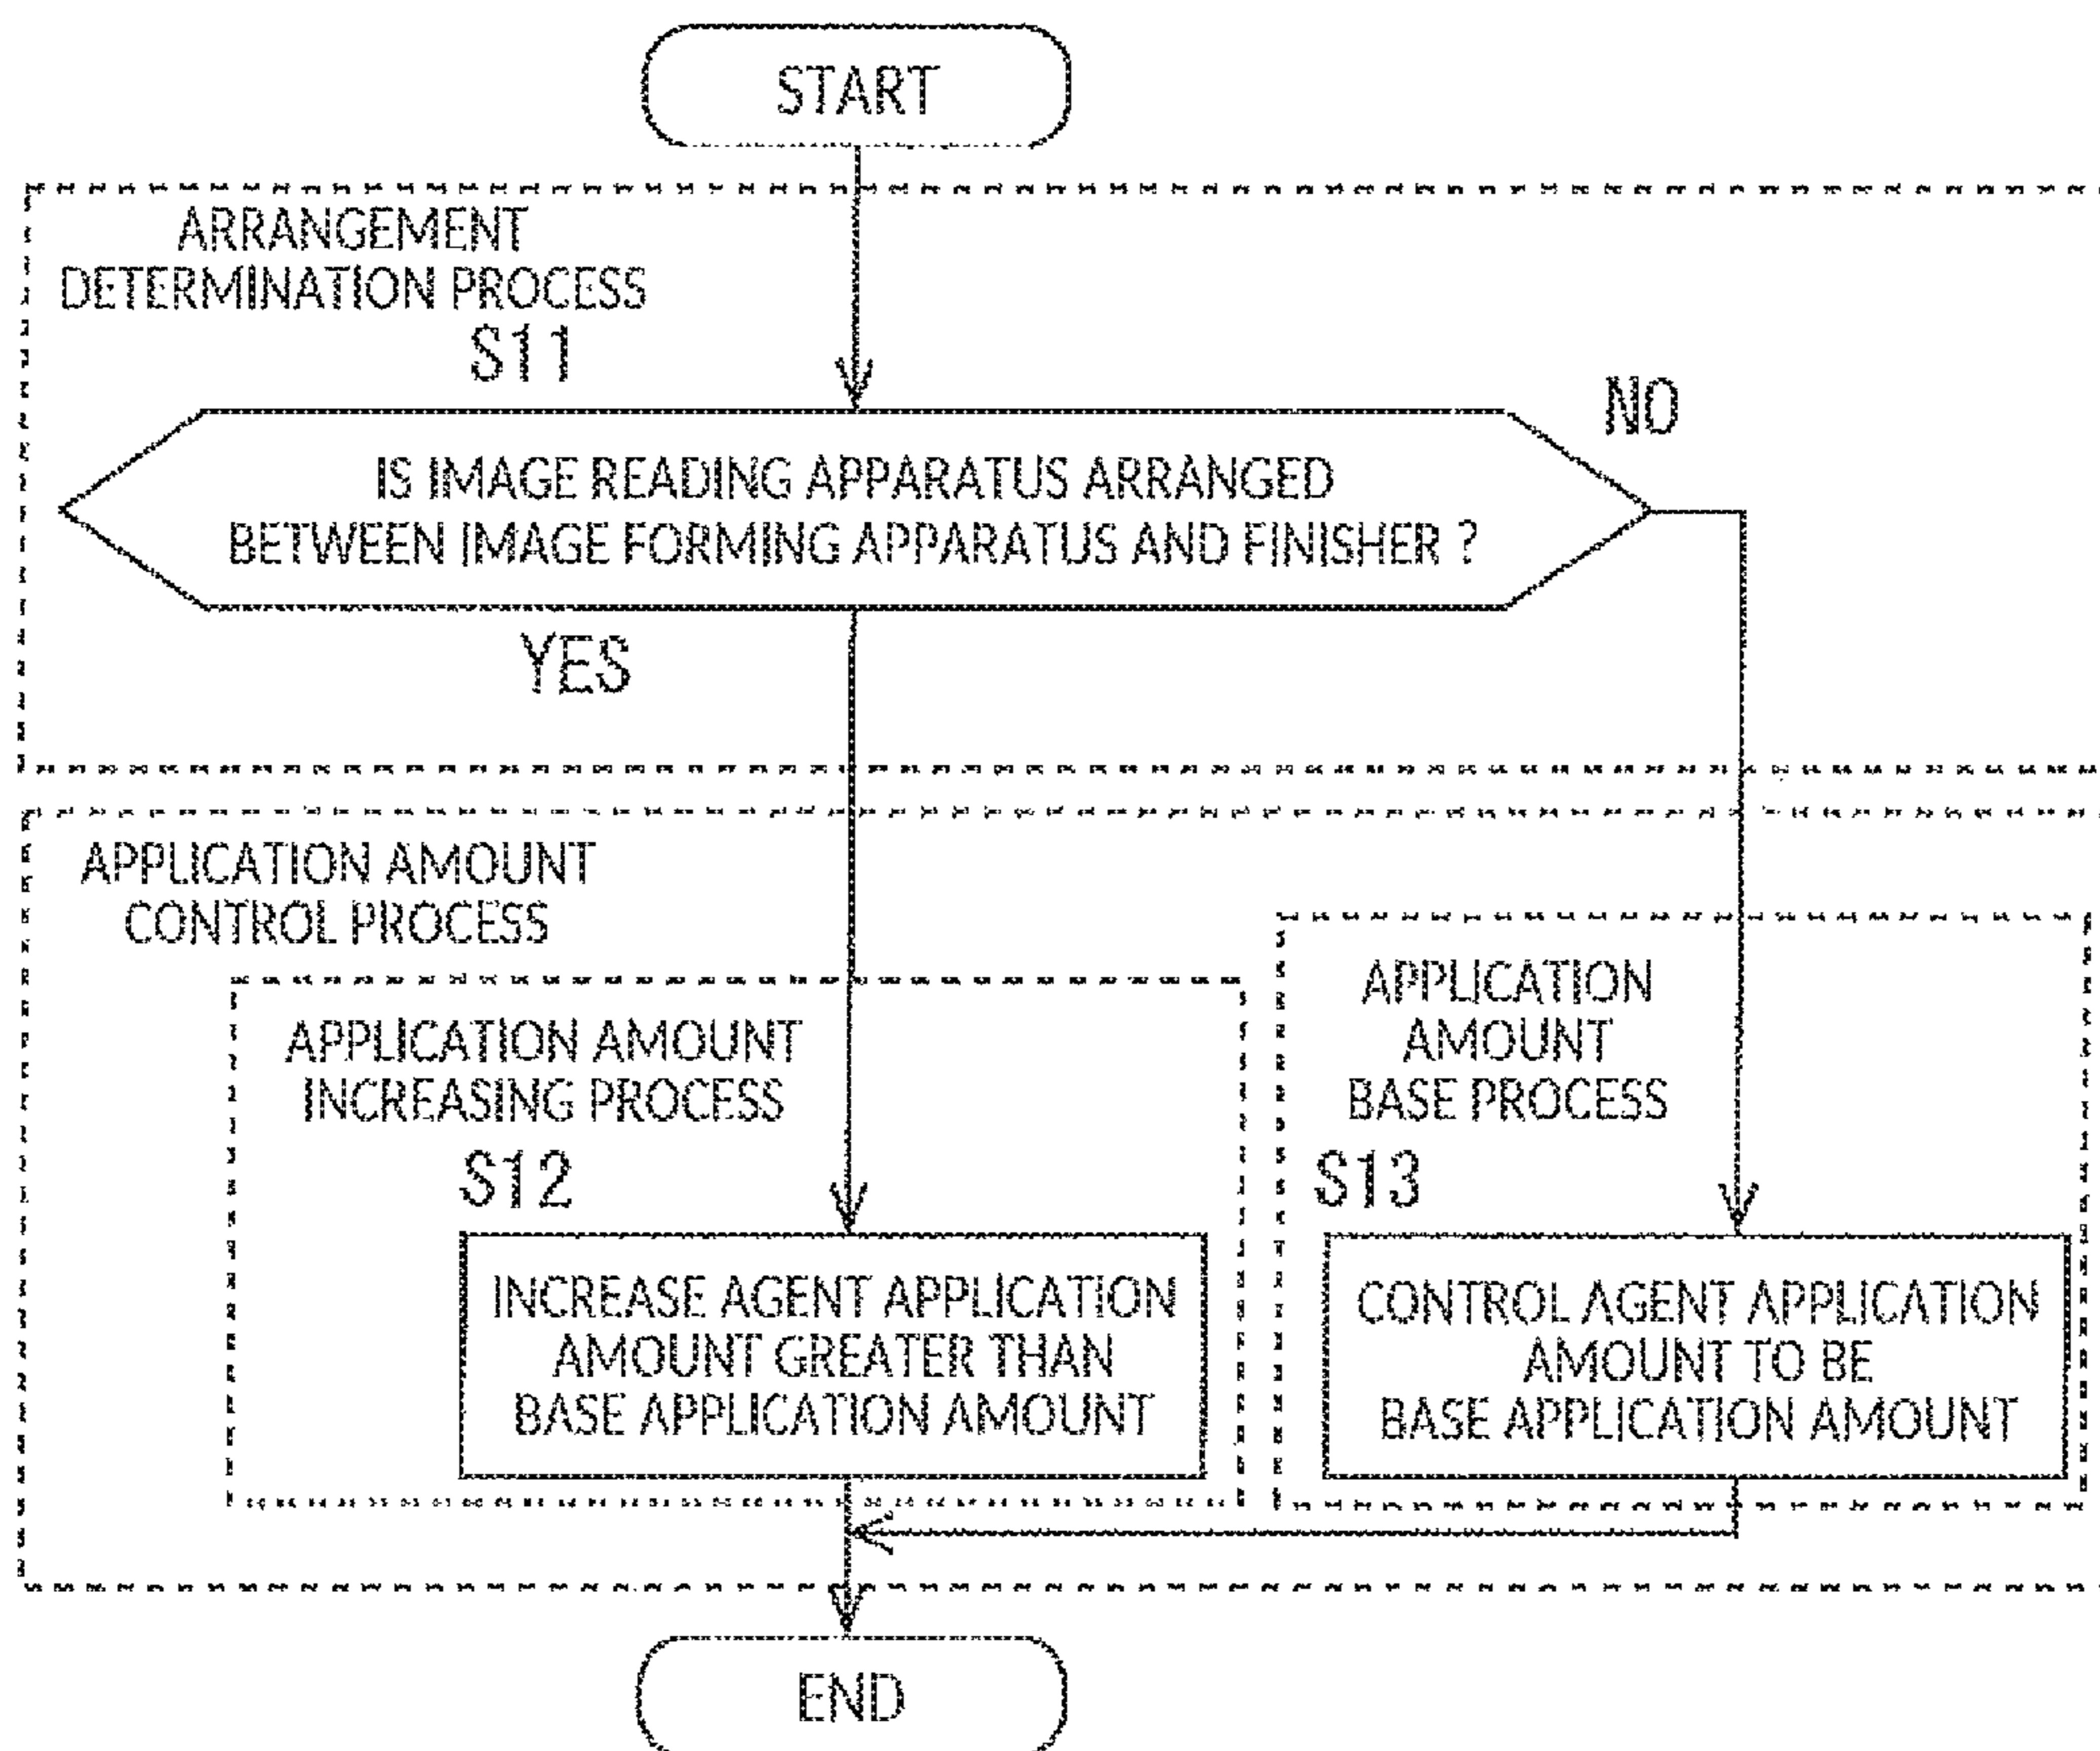 START
ARRANGEMENT
DETERMINATION PROCESS
S11
NO
IS IMAGE READING APPARATUS ARRANGED
BETWEEN IMAGE FORMING APPARATUS AND FINISHER ?
YES
APPLICATION AMOUNT
CONTROL PROCESS
APPLICATION AMOUNT
INCREASING PROCESS
S12
INCREASE AGENT APPLICATION
AMOUNT GREATER THAN
BASE APPLICATION AMOUNT
APPLICATION
AMOUNT
BASE PROCESS
S13
CONTROL AGENT APPLICATION
AMOUNT TO BE
BASE APPLICATION AMOUNT
END